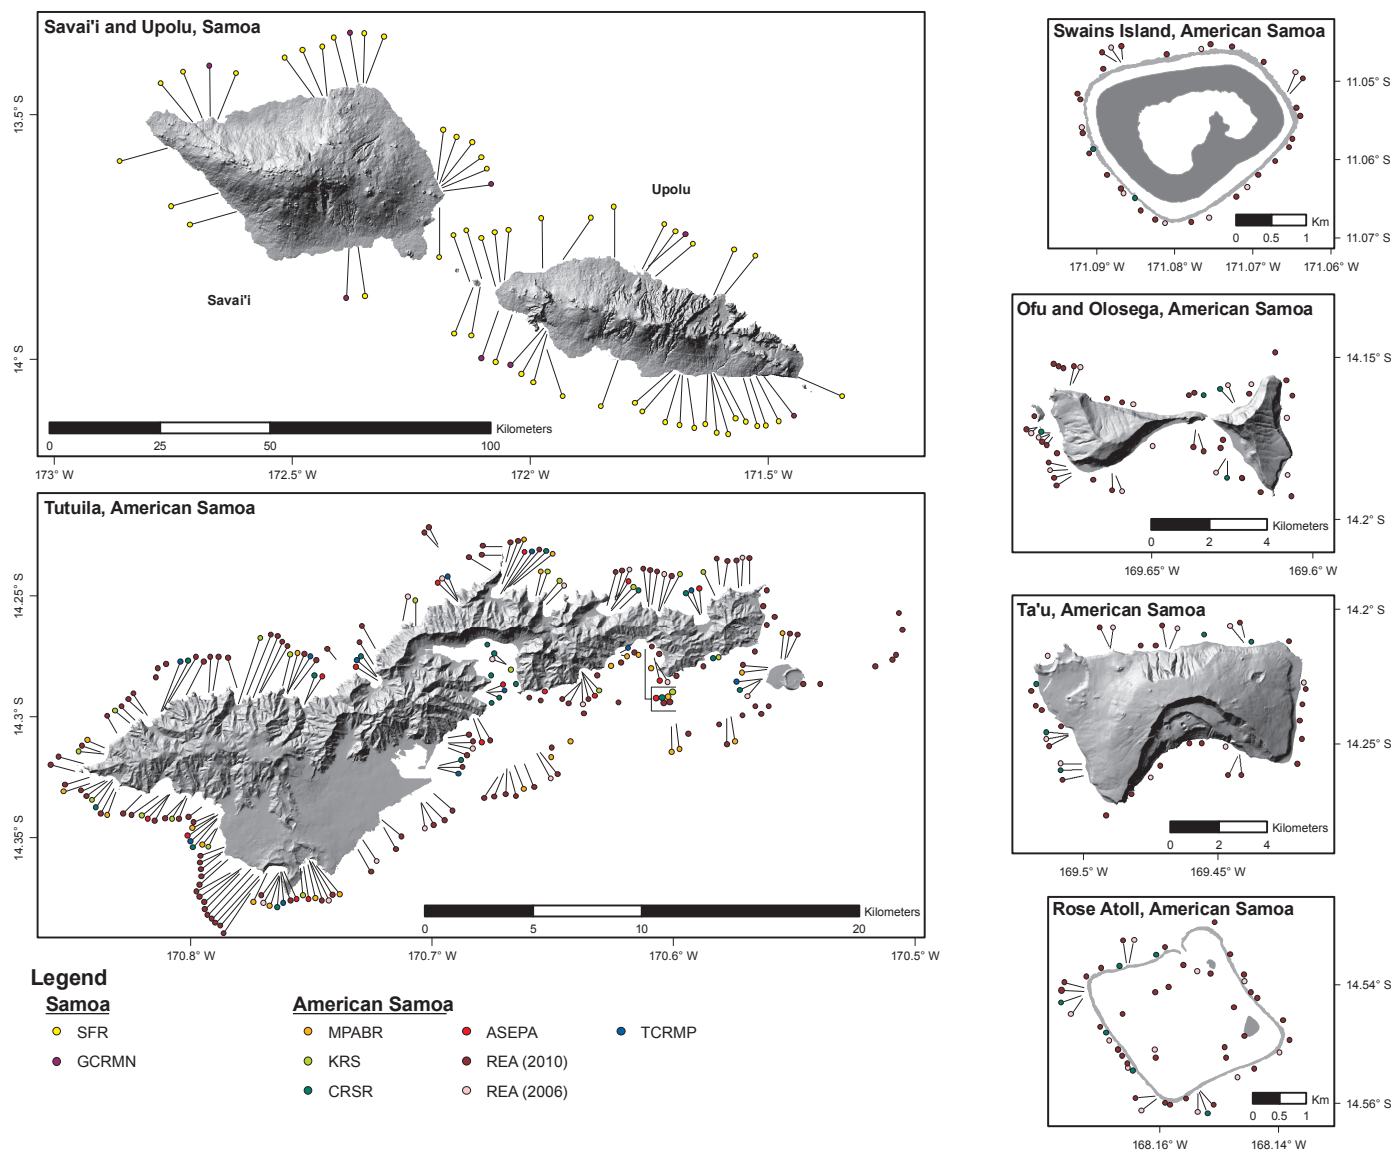 Savai'i and Upolu, Samoa
13.5° S
14° S
Upolu
Savai'i
0 25 50 100 Kilometers
173° W 172.5° W 172° W 171.5° W
Tutuila, American Samoa
14.25° S
14.3° S
14.35° S
0 5 10 20 Kilometers
170.8° W 170.7° W 170.6° W 170.5° W
Swains Island, American Samoa
11.05° S
11.06° S
11.07° S
0 0.5 1 Km
171.09° W 171.08° W 171.07° W 171.06° W
Ofu and Olosega, American Samoa
14.15° S
14.2° S
0 2 4 Kilometers
169.65° W 169.6° W
Ta'u, American Samoa
14.2° S
14.25° S
0 2 4 Kilometers
169.5° W 169.45° W
Rose Atoll, American Samoa
14.54° S
14.56° S
0 0.5 1 Km
168.16° W 168.14° W
Legend
Samoa
SFR
GCRMN
American Samoa
MPABR
KRS
CRSR
ASEPA
REA (2010)
REA (2006)
TCRMP